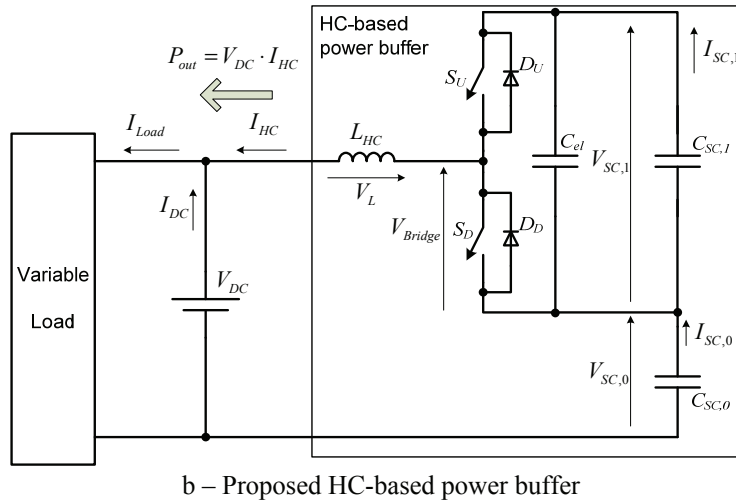 HC-based
power buffer
P_out = V_DC · I_HC
I_SC,1
S_U
D_U
I_Load
I_HC
L_HC
C_el
V_SC,1
C_SC,1
V_L
I_DC
V_Bridge
S_D
D_D
Variable
Load
V_DC
I_SC,0
V_SC,0
C_SC,0
b – Proposed HC-based power buffer